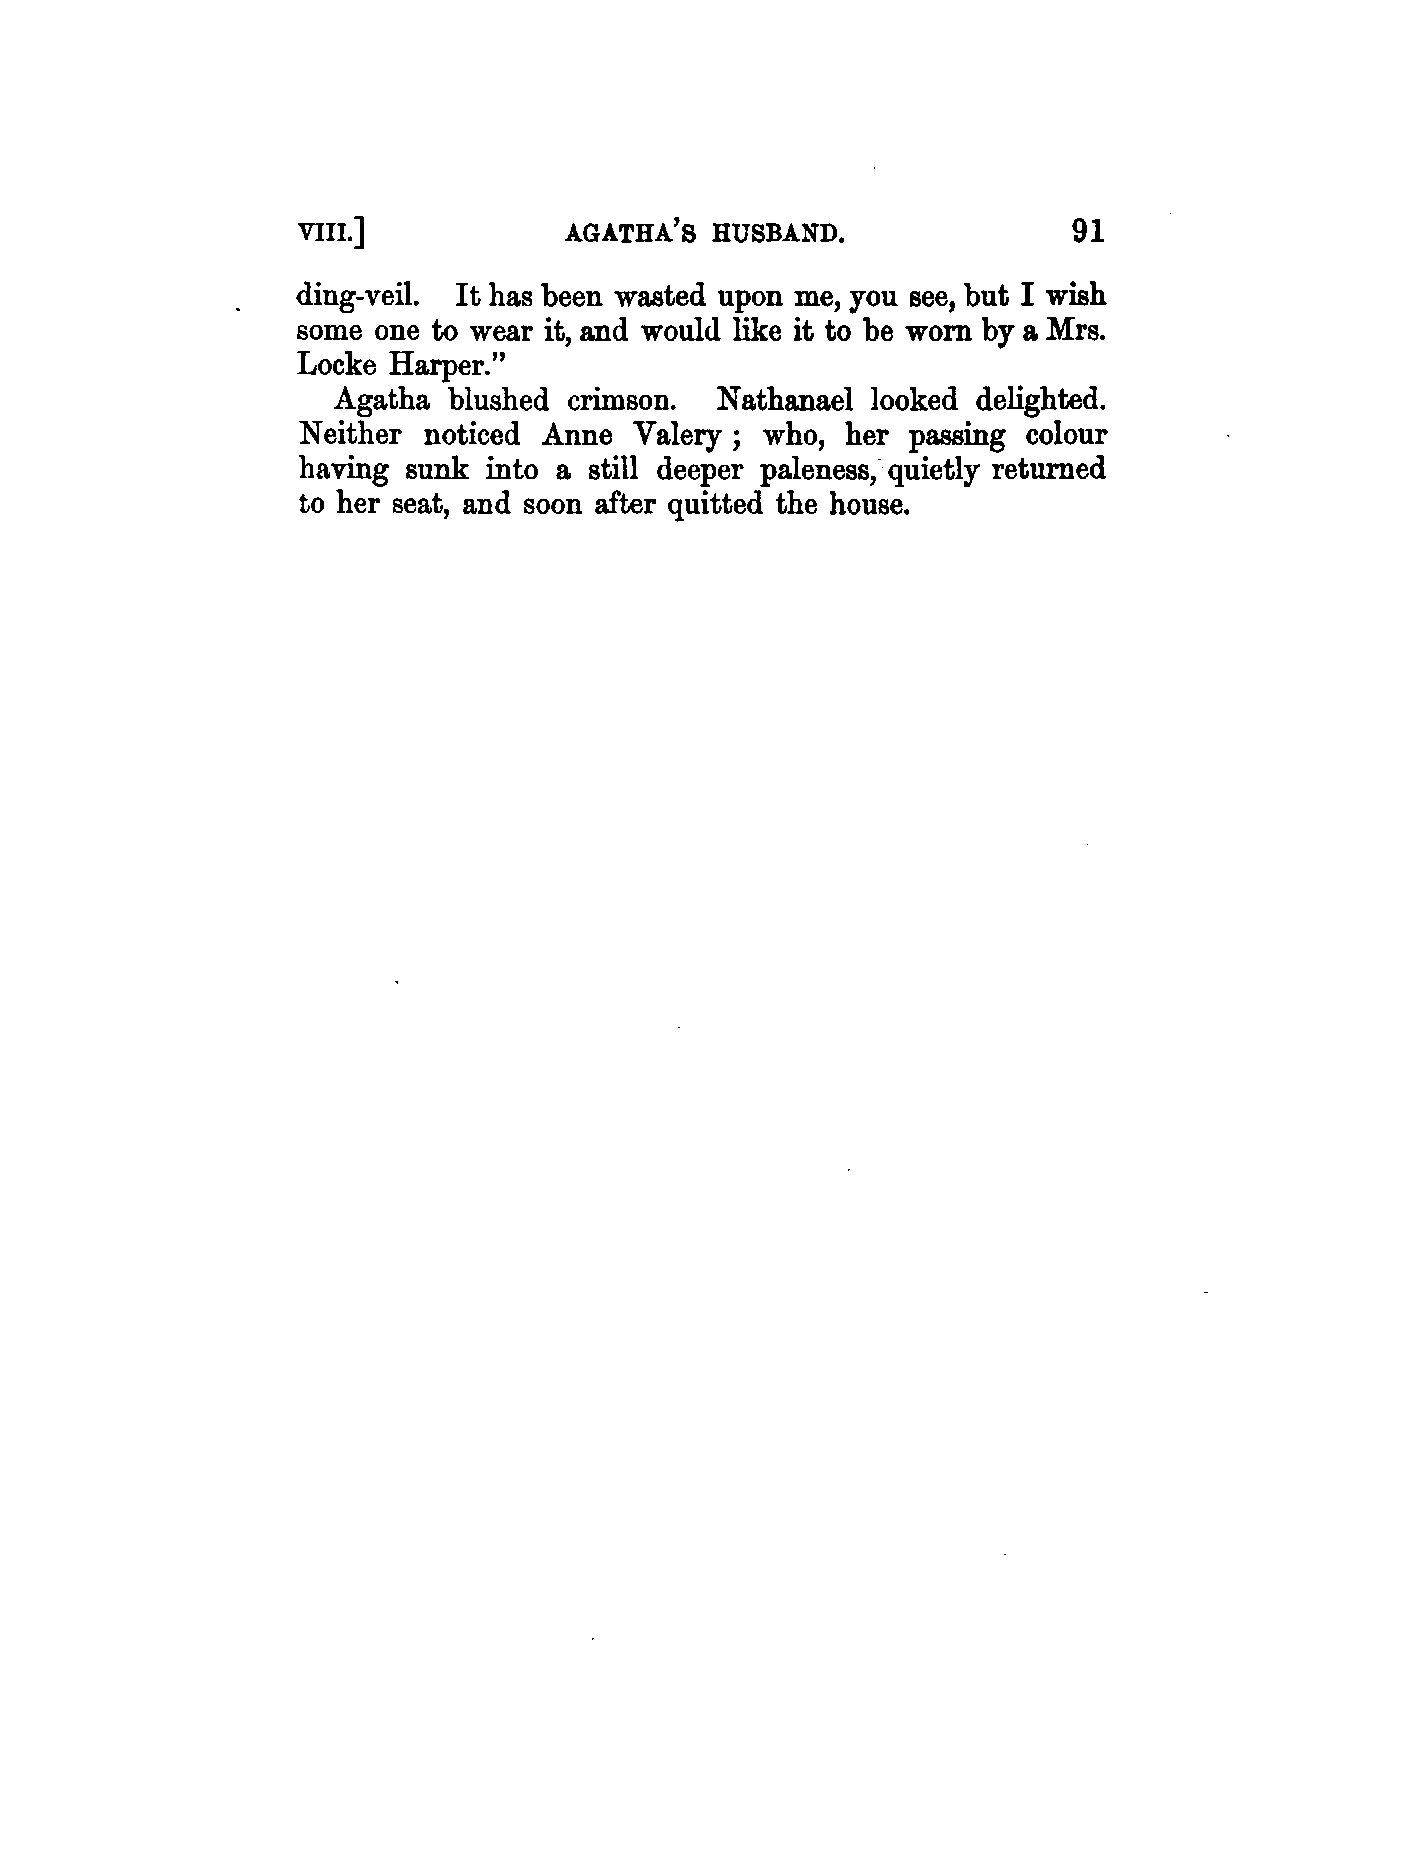 VIII.] AGATHA'S HUSBAND. 91
ding-veil. It has been wasted upon me, you see, but I wish
some one to wear it, and would like it to be worn by a Mrs.
Locke Harper."
Agatha blushed crimson. Nathanael looked delighted.
Neither noticed Anne Valery ; who, her passing colour
having sunk into a still deeper paleness, quietly returned
to her seat, and soon after quitted the house.